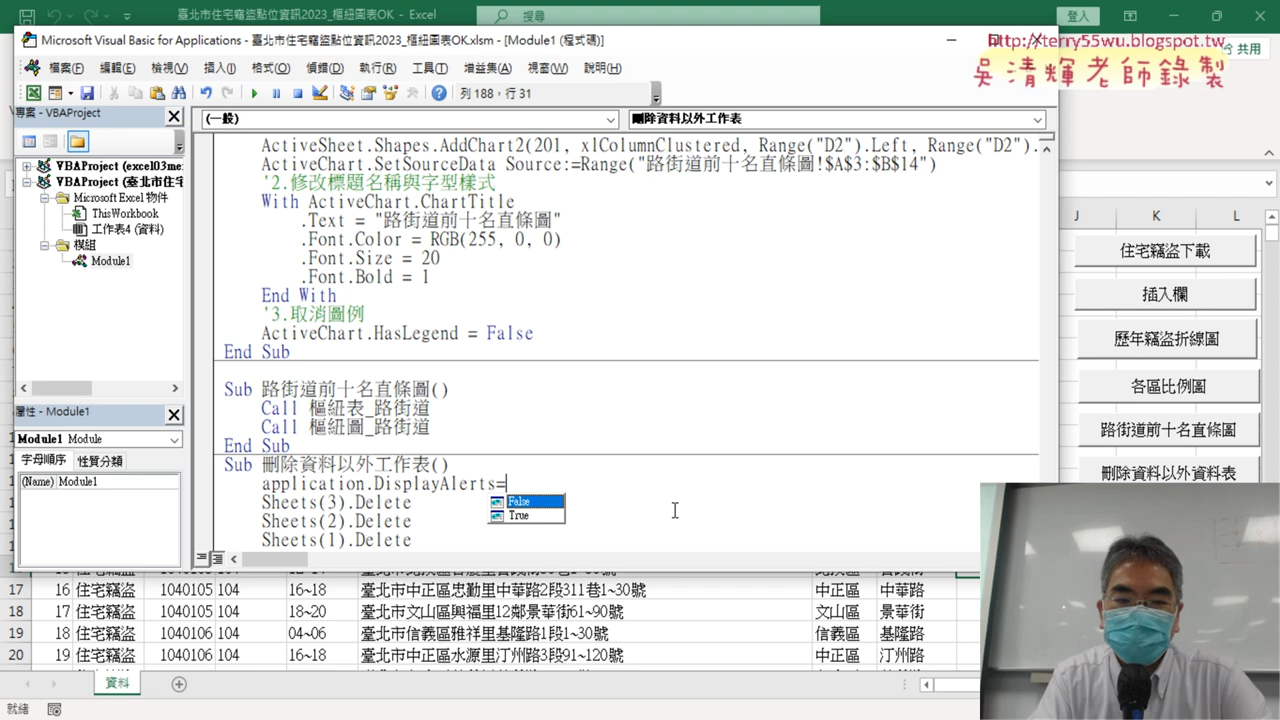 臺北市住宅竊盜點位資訊2023_樞紐圖表OK - Excel
搜尋
登入
Microsoft Visual Basic for Applications - 臺北市住宅竊盜點位資訊2023_樞紐圖表OK.xlsm - [Module1 (程式碼)]
http://terry55wu.blogspot.tw
共用
吳清輝老師錄製
檔案(F) 編輯(E) 檢視(V) 插入(I) 格式(O) 偵錯(D) 執行(R) 工具(T) 增益集(A) 視窗(W) 說明(H)
列 188，行 31
專案 - VBAProject
(一般)
刪除資料以外工作表
VBAProject (excel03me
VBAProject (臺北市住宅
Microsoft Excel 物件
ThisWorkbook
工作表4 (資料)
模組
Module1
屬性 - Module1
Module1 Module
字母順序 性質分類
(Name) Module1
ActiveSheet.Shapes.AddChart2(201, xlColumnClustered, Range("D2").Left, Range("D2").
ActiveChart.SetSourceData Source:=Range("路街道前十名直條圖!$A$3:$B$14")
'2.修改標題名稱與字型樣式
With ActiveChart.ChartTitle
.Text = "路街道前十名直條圖"
.Font.Color = RGB(255, 0, 0)
.Font.Size = 20
.Font.Bold = 1
End With
'3.取消圖例
ActiveChart.HasLegend = False
End Sub
Sub 路街道前十名直條圖()
Call 樞紐表_路街道
Call 樞紐圖_路街道
End Sub
Sub 刪除資料以外工作表()
application.DisplayAlerts=
False
True
Sheets(3).Delete
Sheets(2).Delete
Sheets(1).Delete
J K L
住宅竊盜下載
插入欄
歷年竊盜折線圖
各區比例圖
路街道前十名直條圖
刪除資料以外資料表
17 16 住宅竊盜 1040105 104 16~18 臺北市中正區忠勤里中華路2段311巷1~30號 中正區 中華路
18 17 住宅竊盜 1040105 104 18~20 臺北市文山區興福里12鄰景華街61~90號 文山區 景華街
19 18 住宅竊盜 1040106 104 04~06 臺北市信義區雅祥里基隆路1段1~30號 信義區 基隆路
20 19 住宅竊盜 1040106 104 16~18 臺北市中正區水源里汀州路3段91~120號 中正區 汀州路
資料
就緒